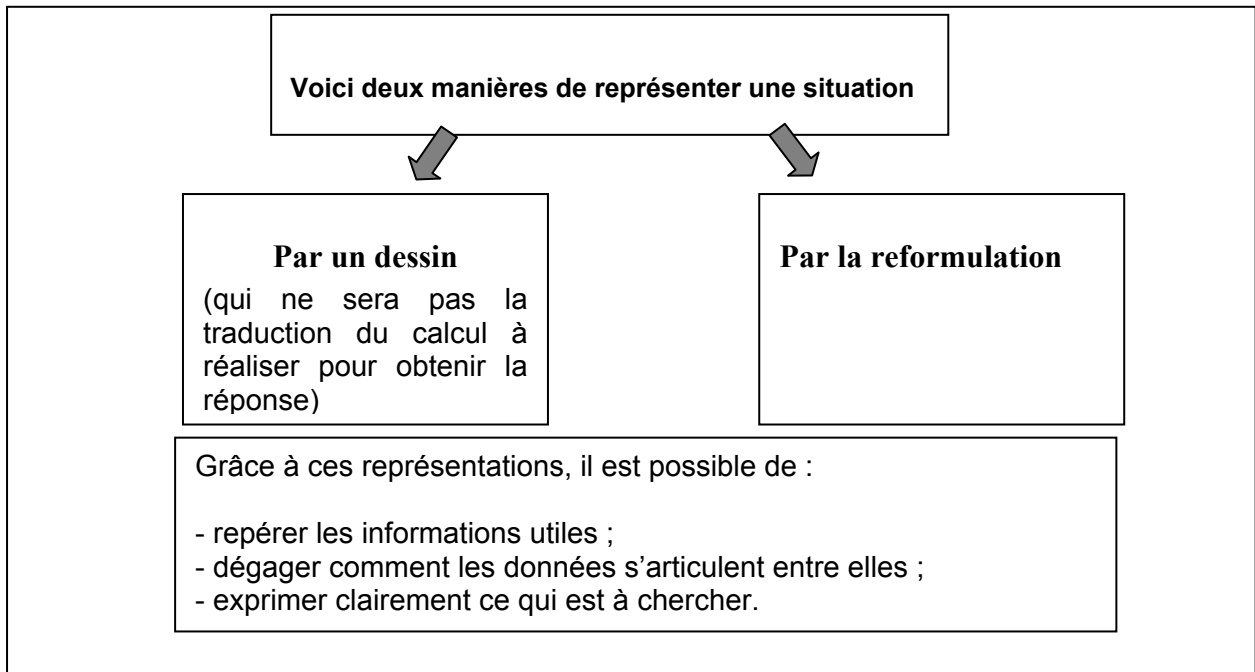 Voici deux manières de représenter une situation
Par un dessin
(qui ne sera pas la
traduction du calcul à
réaliser pour obtenir la
réponse)
Par la reformulation
Grâce à ces représentations, il est possible de :
- repérer les informations utiles ;
- dégager comment les données s’articulent entre elles ;
- exprimer clairement ce qui est à chercher.